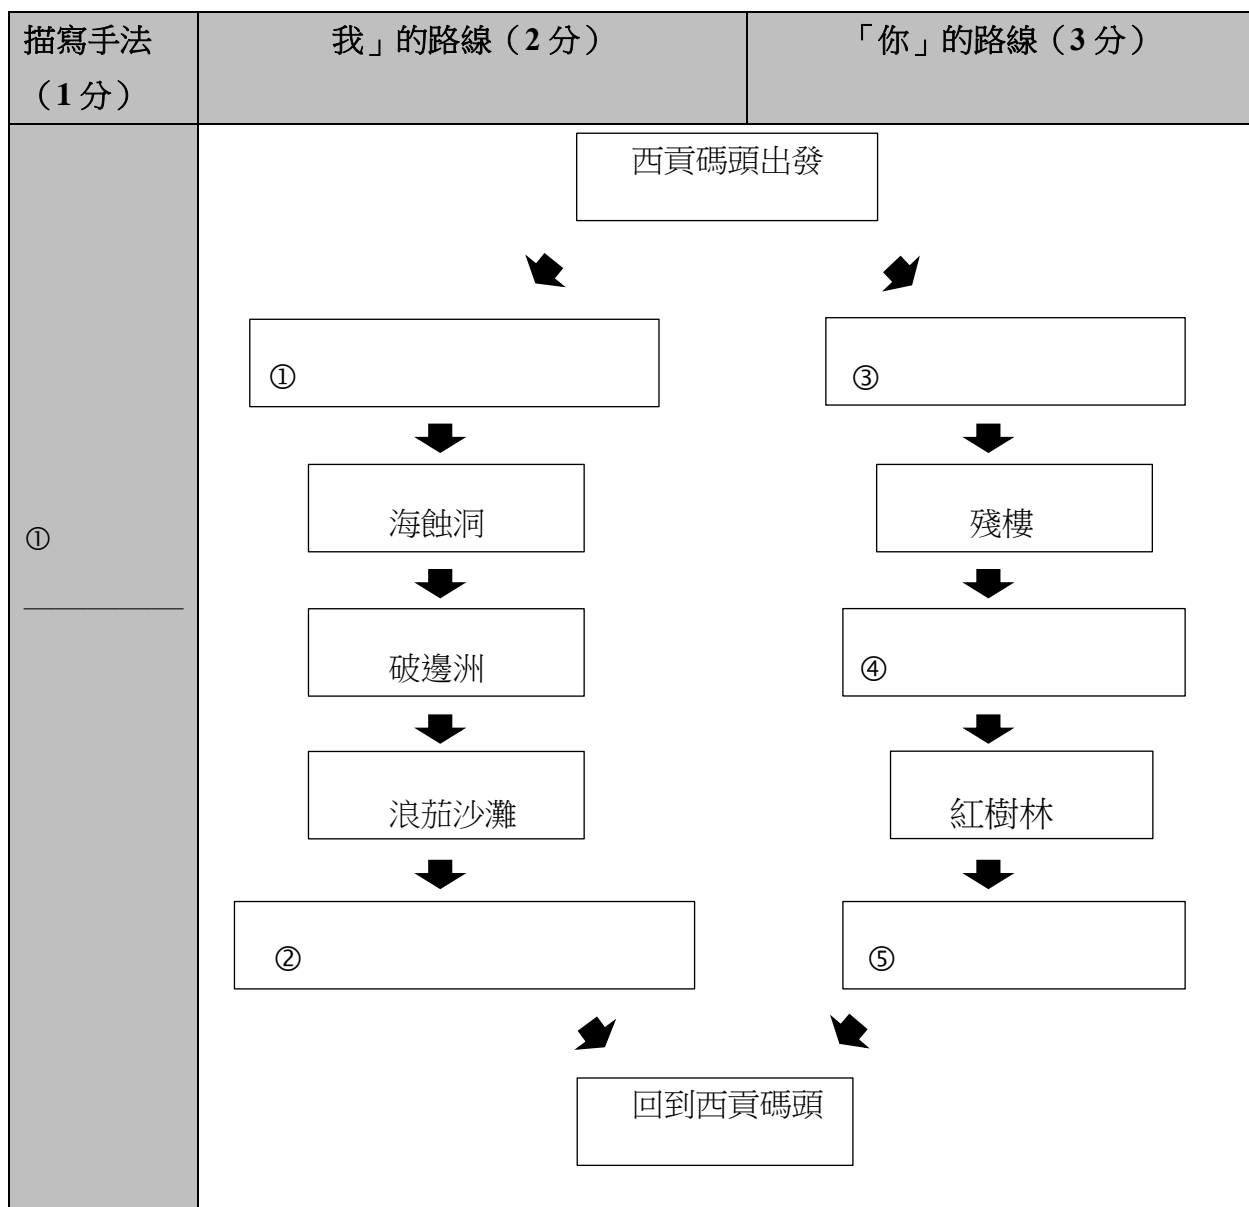 描寫手法
（1 分）
我」的路線（2 分）
「你」的路線（3 分）
西貢碼頭出發
①
③
海蝕洞
殘樓
①
破邊洲
④
浪茄沙灘
紅樹林
②
⑤
回到西貢碼頭